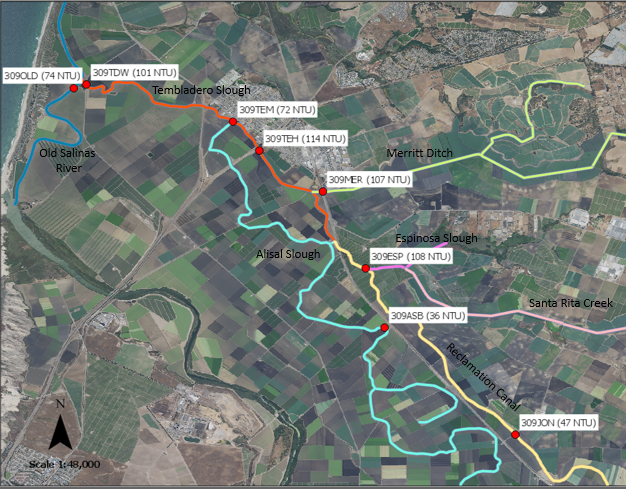 309OLD (74 NTU)
309TDW (101 NTU)
Tembladero Slough
309TEM (72 NTU)
309TEH (114 NTU)
Old Salinas
River
Merritt Ditch
309MER (107 NTU)
Espinosa Slough
Alisal Slough
309ESP (108 NTU)
Santa Rita Creek
309ASB (36 NTU)
Reclamation Canal
N
309JON (47 NTU)
Scale 1:48,000